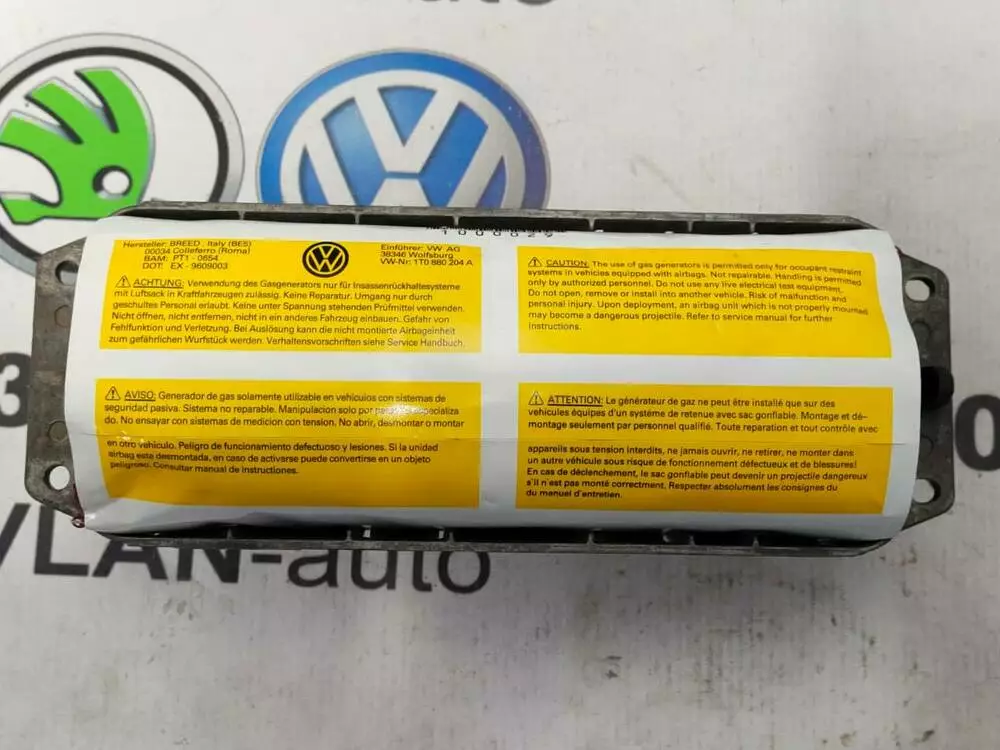 auto
1000029
Hersteller: BREED, Italy (BE5)
00034 Colleferro (Roma)
BAM: PT1 - 0654
DOT: EX - 9609003
Einführer: VW AG
38346 Wolfsburg
VW-Nr: 1T0 880 204 A
ACHTUNG: Verwendung des Gasgenerators nur für Insassenrückhaltesysteme
mit Luftsack in Kraftfahrzeugen zulässig. Keine Reparatur. Umgang nur durch
geschultes Personal erlaubt. Keine unter Spannung stehenden Prüfmittel verwenden.
Nicht öffnen, nicht entfernen, nicht in ein anderes Fahrzeug einbauen. Gefahr von
Fehlfunktion und Verletzung. Bei Auslösung kann die nicht montierte Airbageinheit
zum gefährlichen Wurfstück werden. Verhaltensvorschriften siehe Service Handbuch.
CAUTION: The use of gas generators is permitted only for occupant restraint
systems in vehicles equipped with airbags. Not repairable. Handling is permitted
only by authorized personnel. Do not use any live electrical test equipment.
Do not open, remove or install into another vehicle. Risk of malfunction and
personal injury. Upon deployment, an airbag unit which is not properly mounted
may become a dangerous projectile. Refer to service manual for further
instructions.
AVISO: Generador de gas solamente utilizable en vehículos con sistemas de
seguridad pasiva. Sistema no reparable. Manipulacion solo por especializa
do. No ensayar con sistemas de medicion con tension. No abrir, desmontar o montar
en otro vehículo. Peligro de funcionamiento defectuoso y lesiones. Si la unidad
airbag esta desmontada, en caso de activarse puede convertirse en un objeto
peligroso. Consultar manual de instrucciones.
ATTENTION: Le générateur de gaz ne peut être installé que sur des
véhicules équipes d'un système de retenue avec sac gonflable. Montage et dé-
montage seulement par personnel qualifié. Toute reparation et tout contrôle avec
appareils sous tension interdits, ne jamais ouvrir, ne retirer, ne monter dans
un autre véhicule sous risque de fonctionnement défectueux et de blessures!
En cas de déclenchement, le sac gonflable peut devenir un projectile dangereux
s'il n'est pas monté correctement. Respecter absolument les consignes du
du manuel d'entretien.
3
0
VLAN-auto